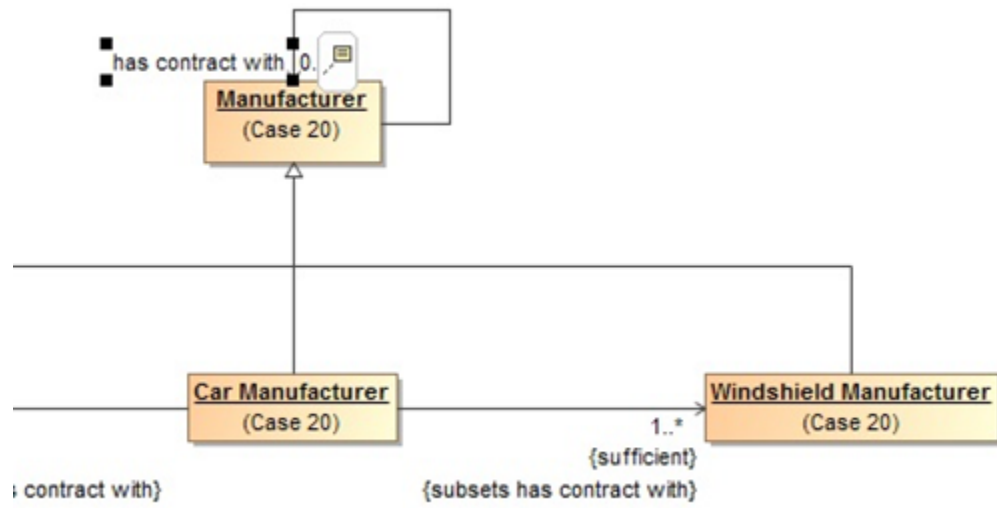 has contract with 0.
Manufacturer
(Case 20)
Car Manufacturer
(Case 20)
Windshield Manufacturer
(Case 20)
1..*
{sufficient}
contract with}
{subsets has contract with}